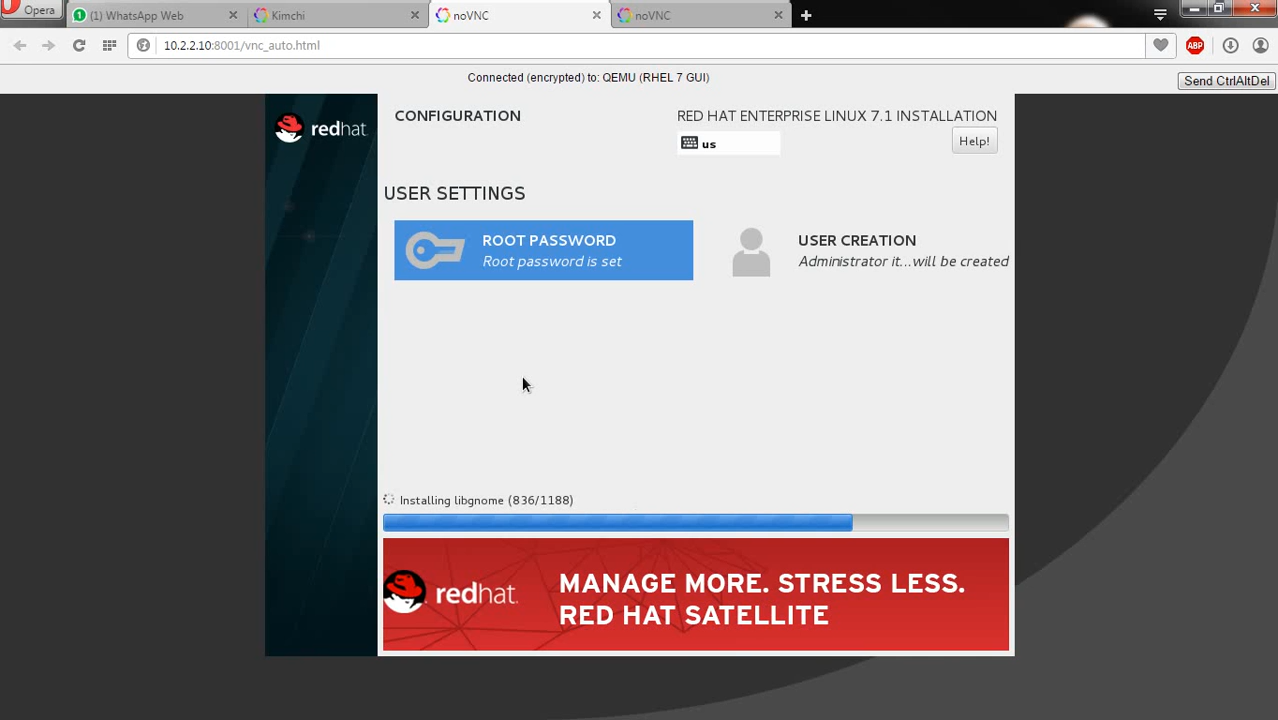 Opera
(1) WhatsApp Web
Kimchi
noVNC
noVNC
10.2.2.10:8001/vnc_auto.html
ABP
Connected (encrypted) to: QEMU (RHEL 7 GUI)
Send CtrlAltDel
redhat.
CONFIGURATION
RED HAT ENTERPRISE LINUX 7.1 INSTALLATION
us
Help!
USER SETTINGS
ROOT PASSWORD
Root password is set
USER CREATION
Administrator it...will be created
Installing libgnome (836/1188)
redhat.
MANAGE MORE. STRESS LESS.
RED HAT SATELLITE